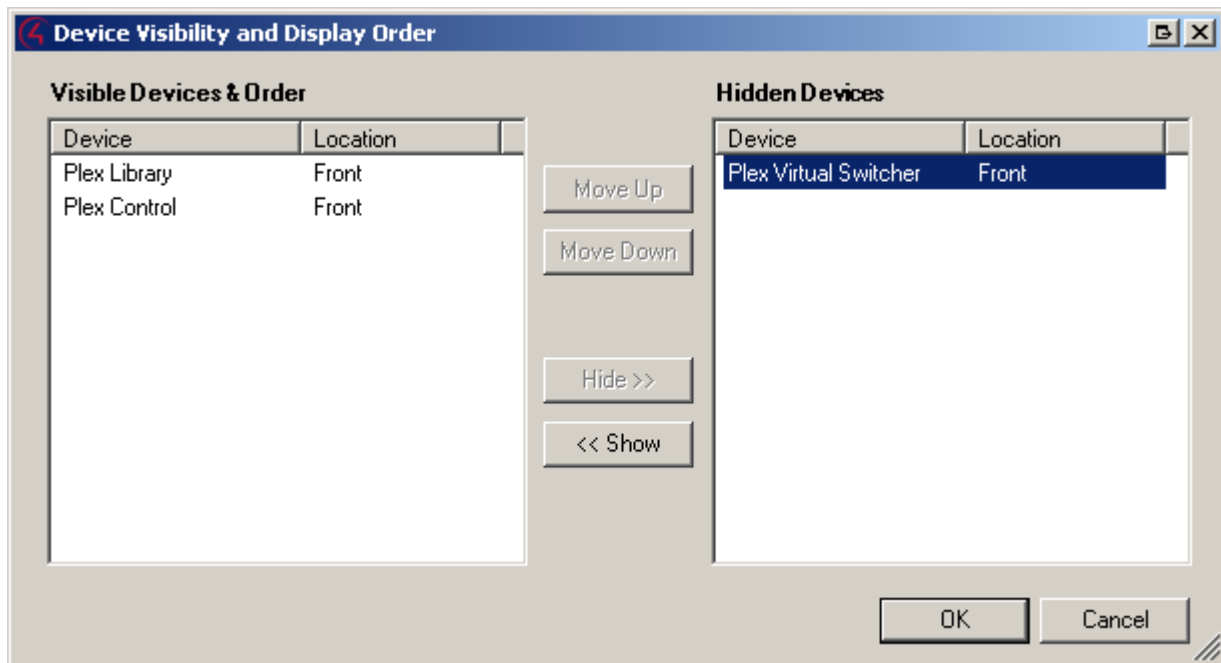 Device Visibility and Display Order
Visible Devices & Order
Hidden Devices
Device Location
Plex Library Front
Plex Control Front
Move Up
Move Down
Hide >>
<< Show
Device Location
Plex Virtual Switcher Front
OK Cancel